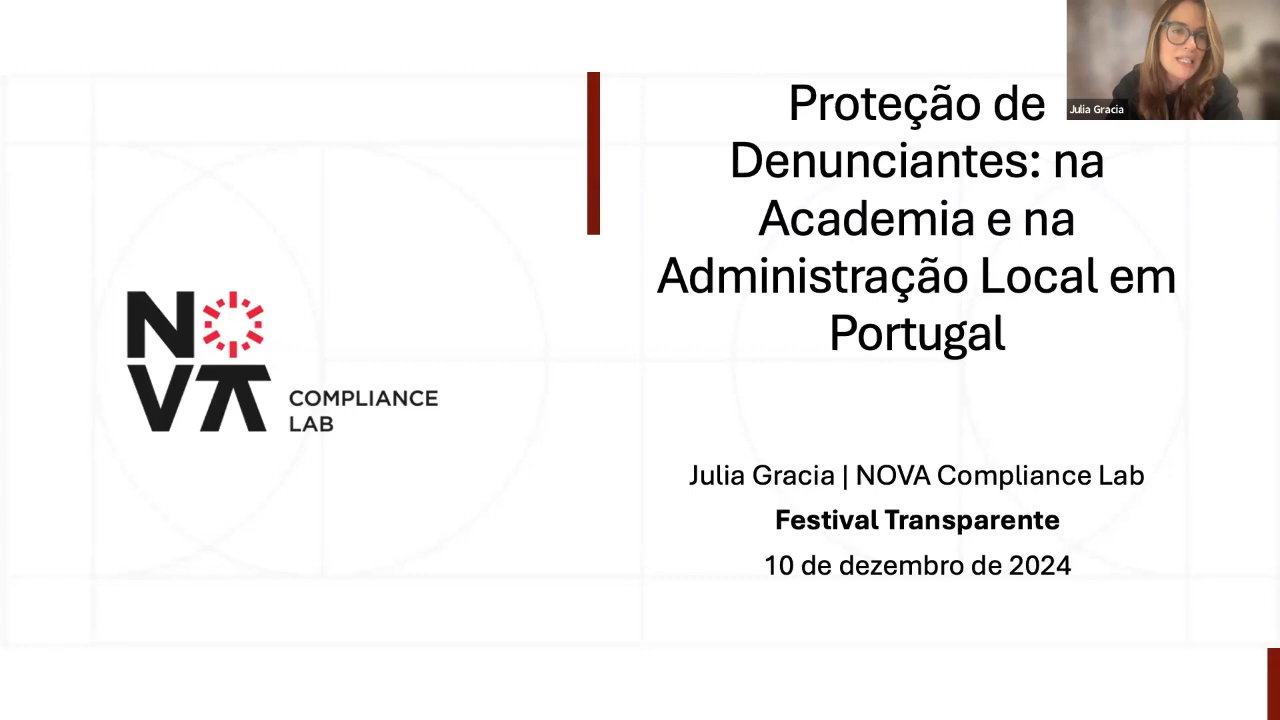 Proteção de
Denunciantes: na
Academia e na
Administração Local em
Portugal
Julia Gracia
NOVA
COMPLIANCE
LAB
Julia Gracia | NOVA Compliance Lab
Festival Transparente
10 de dezembro de 2024